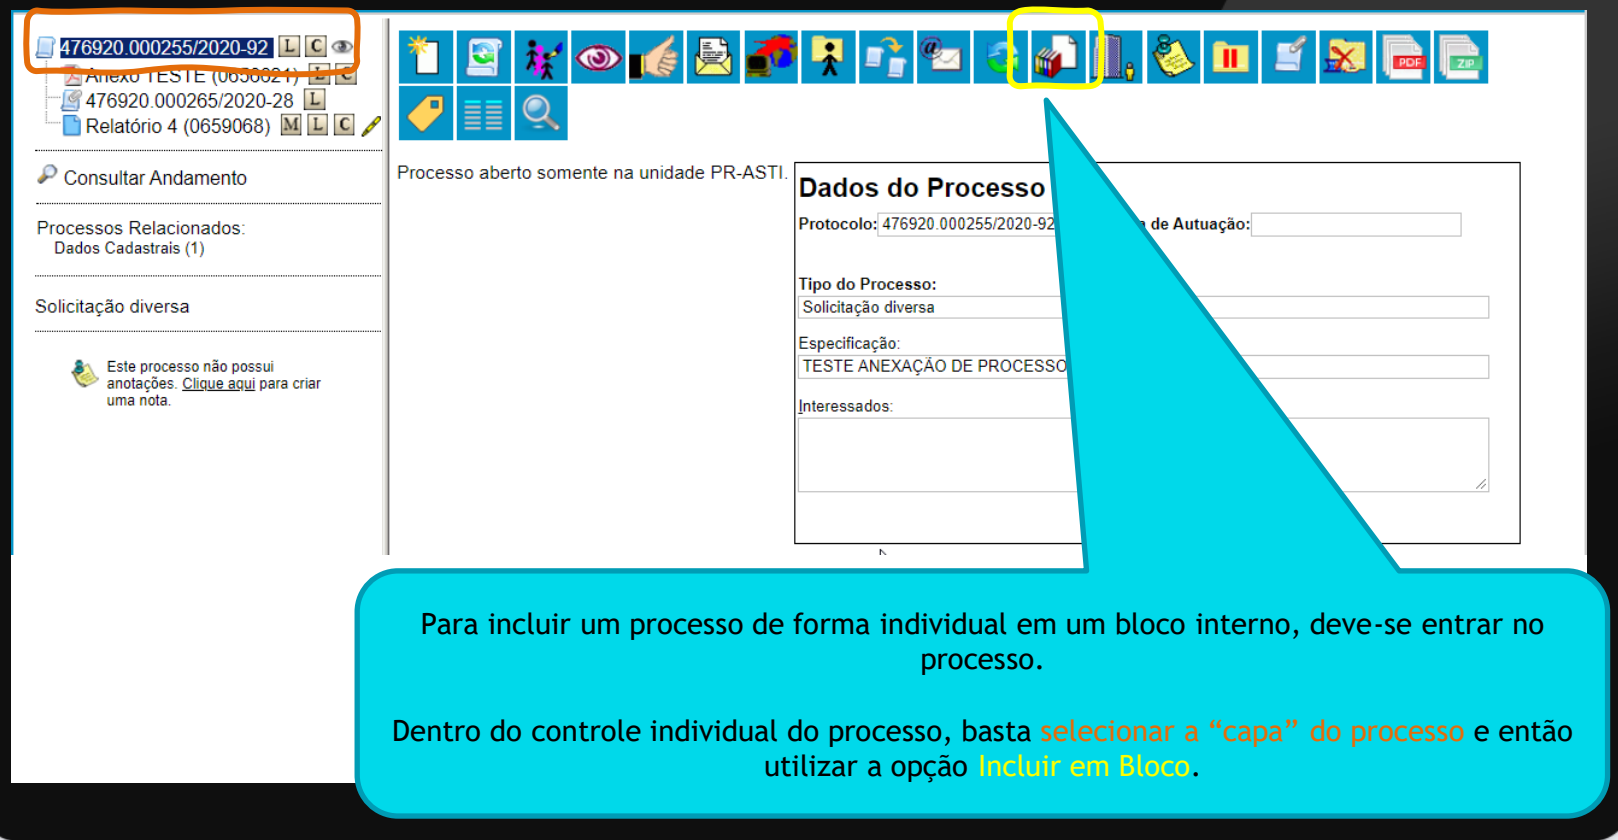 476920.000255/2020-92 L C
Anexo TESTE (0658621) L C
476920.000265/2020-28 L
Relatório 4 (0659068) M L C
Consultar Andamento
Processos Relacionados:
Dados Cadastrais (1)
Solicitação diversa
Este processo não possui
anotações. Clique aqui para criar
uma nota.
PDF
ZIP
Processo aberto somente na unidade PR-ASTI.
Dados do Processo
Protocolo: 476920.000255/2020-92 de Autuação:
Tipo do Processo:
Solicitação diversa
Especificação:
TESTE ANEXAÇÃO DE PROCESSO
Interessados:
Para incluir um processo de forma individual em um bloco interno, deve-se entrar no
processo.
Dentro do controle individual do processo, basta selecionar a “capa” do processo e então
utilizar a opção Incluir em Bloco.